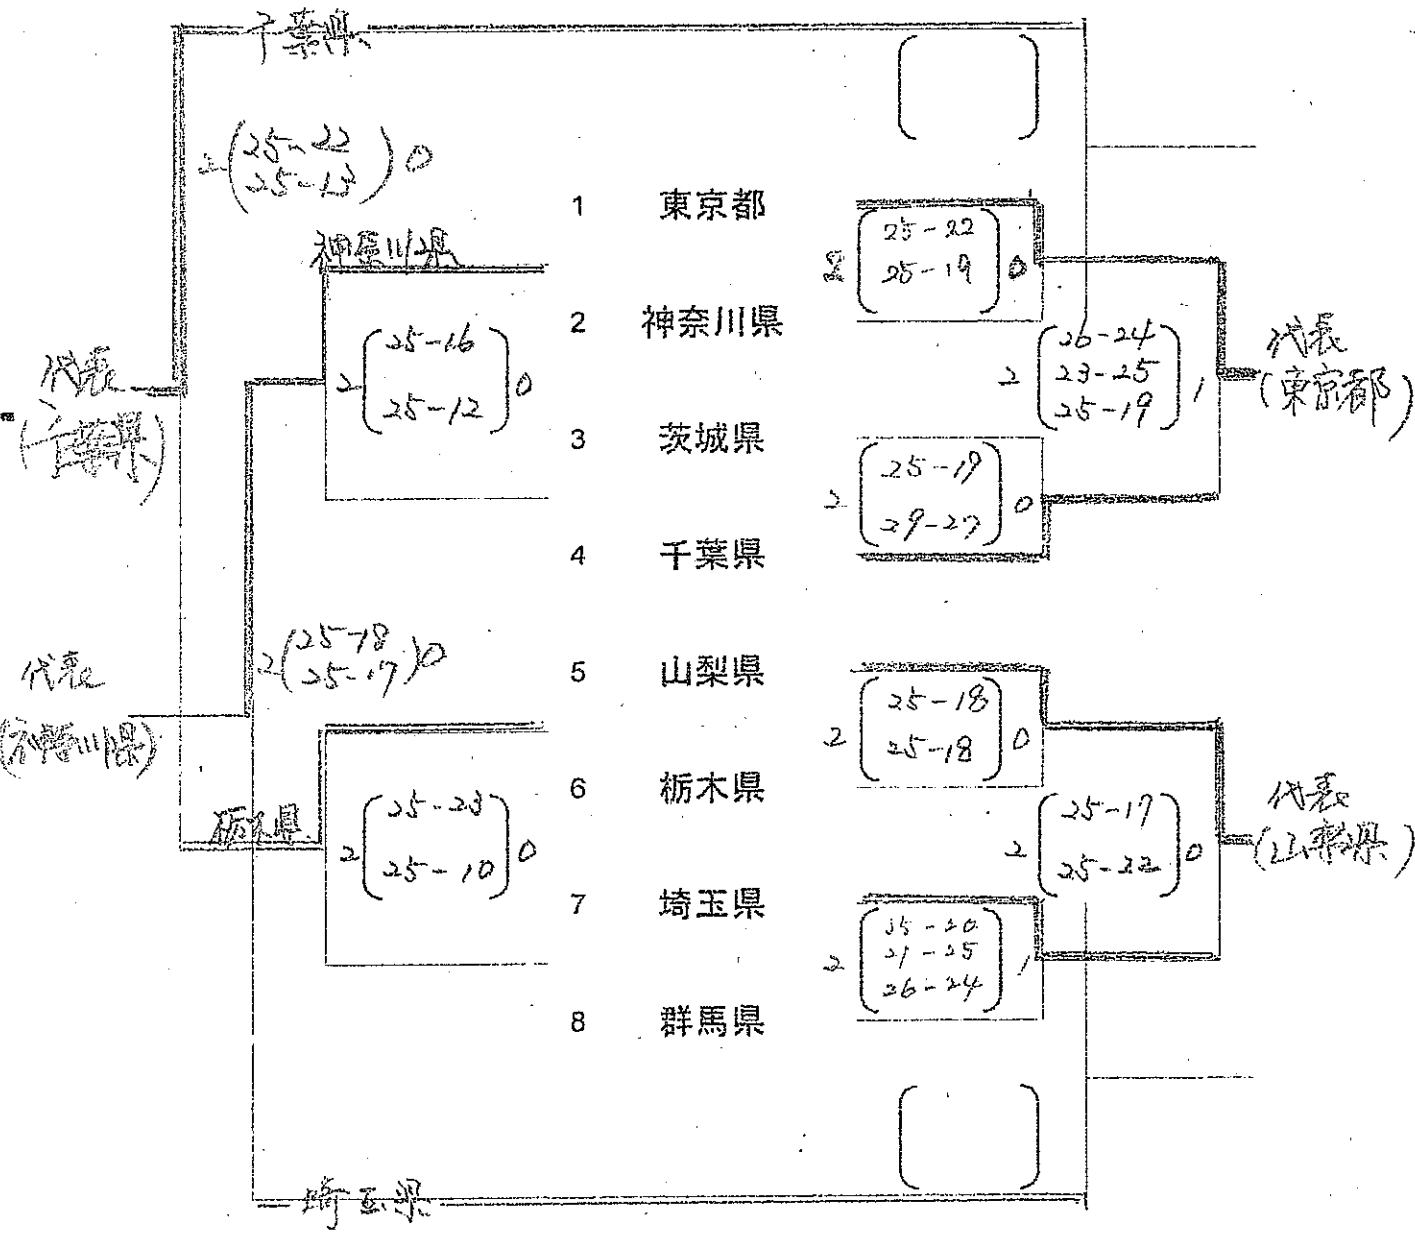 千葉県
2 (25-22
25-13) 0
神奈川県
2 (25-16
25-12) 0
代表
(千葉県)
2 (25-18
25-17) 0
代表
(神奈川県)
栃木県
2 (25-23
25-10) 0
埼玉県
1 東京都
2 神奈川県
3 茨城県
4 千葉県
5 山梨県
6 栃木県
7 埼玉県
8 群馬県
2 (25-22
25-19) 0
2 (26-24
23-25
25-19) 1
代表
(東京都)
2 (25-19
29-27) 0
2 (25-18
25-18) 0
2 (25-17
25-22) 0
代表
(山梨県)
2 (25-20
21-25
26-24) 1